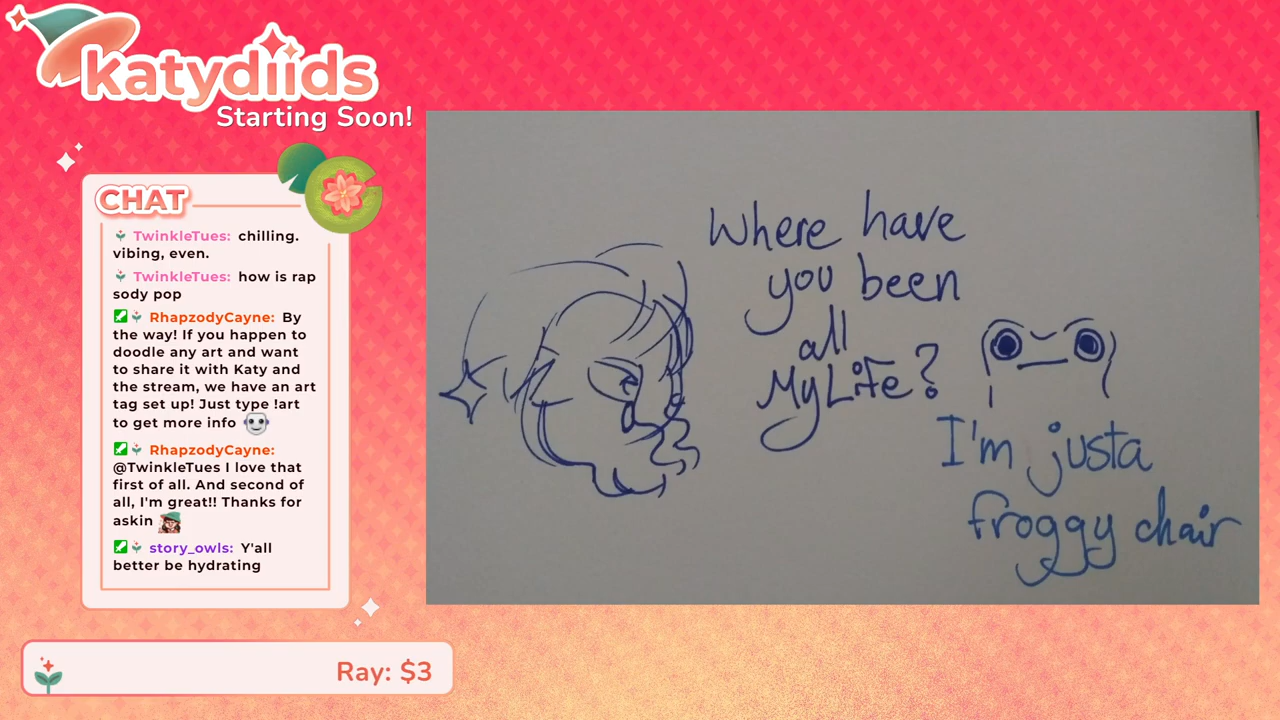 Katydiids
Starting Soon!
CHAT
TwinkleTues: chilling.
vibing, even.
TwinkleTues: how is rap
sody pop
RhapzodyCayne: By
the way! If you happen to
doodle any art and want
to share it with Katy and
the stream, we have an art
tag set up! Just type !art
to get more info
RhapzodyCayne:
@TwinkleTues I love that
first of all. And second of
all, I'm great!! Thanks for
askin
story_owls: Y'all
better be hydrating
Ray: $3
Where have
you been
all
My Life?
I'm just a
froggy chair